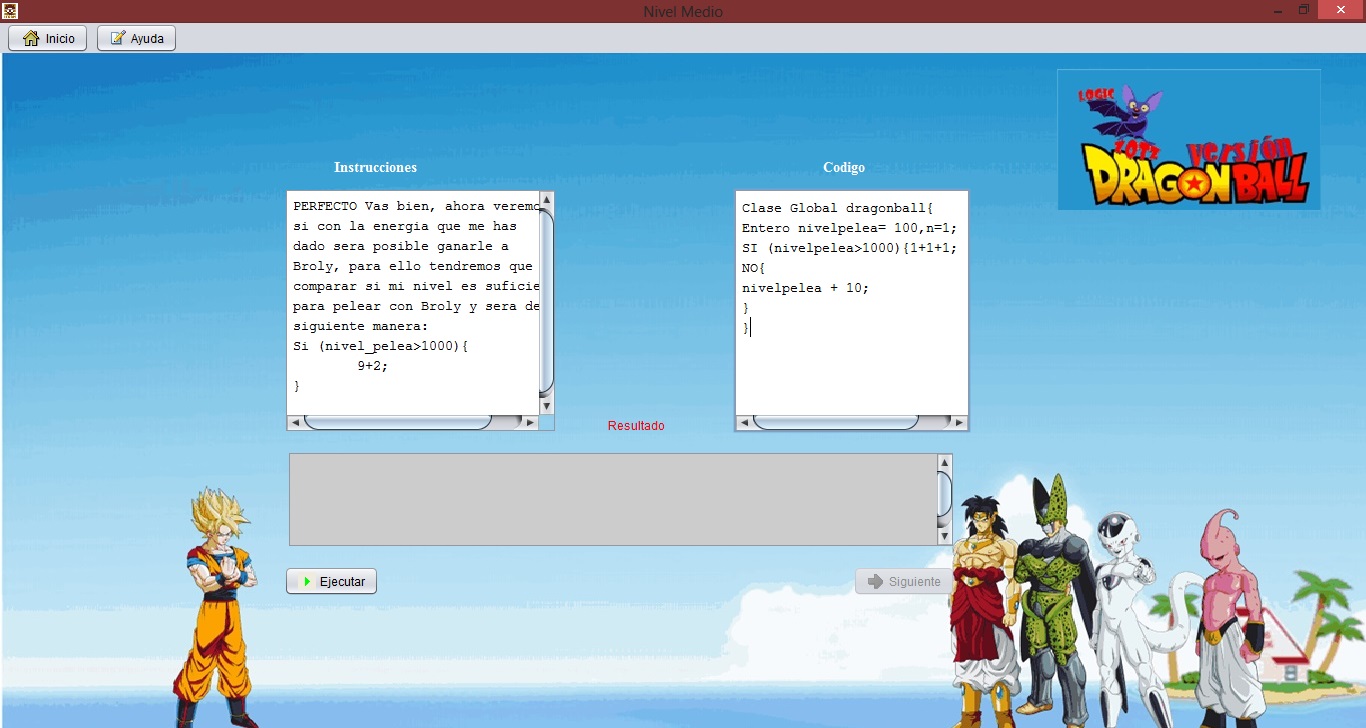 Nivel Medio
Inicio
Ayuda
LOGIC
ZOTZ
versión
DRAGON BALL
Instrucciones
Codigo
PERFECTO Vas bien, ahora veremo
si con la energia que me has
dado sera posible ganarle a
Broly, para ello tendremos que
comparar si mi nivel es suficie
para pelear con Broly y sera de
siguiente manera:
Si (nivel_pelea>1000){
9+2;
}
Clase Global dragonball{
Entero nivelpelea= 100,n=1;
SI (nivelpelea>1000){1+1+1;
NO{
nivelpelea + 10;
}
}
Resultado
Ejecutar
Siguiente